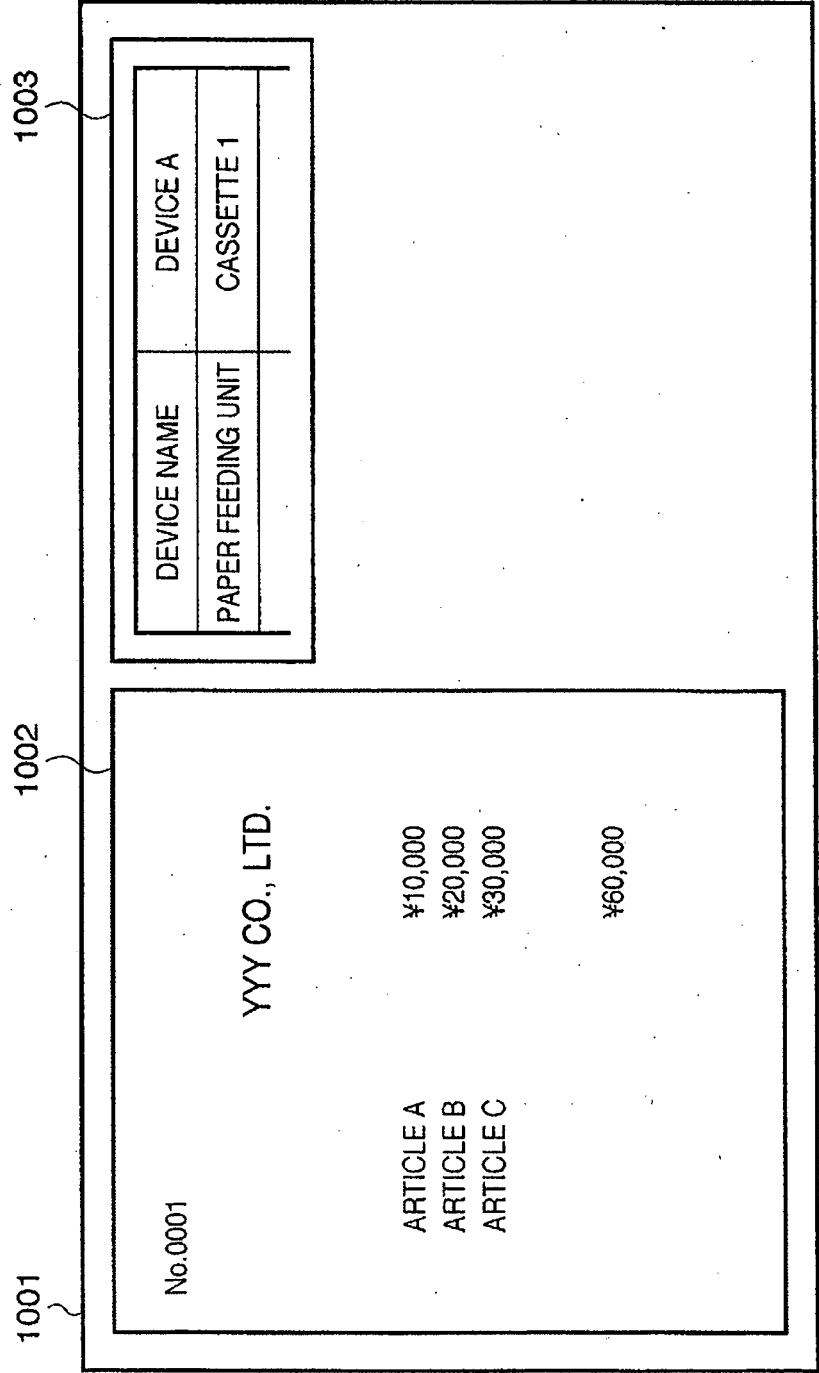 1001
1002
1003
No.0001
YYY CO., LTD.
ARTICLE A ¥10,000
ARTICLE B ¥20,000
ARTICLE C ¥30,000
¥60,000
DEVICE NAME DEVICE A
PAPER FEEDING UNIT CASSETTE 1